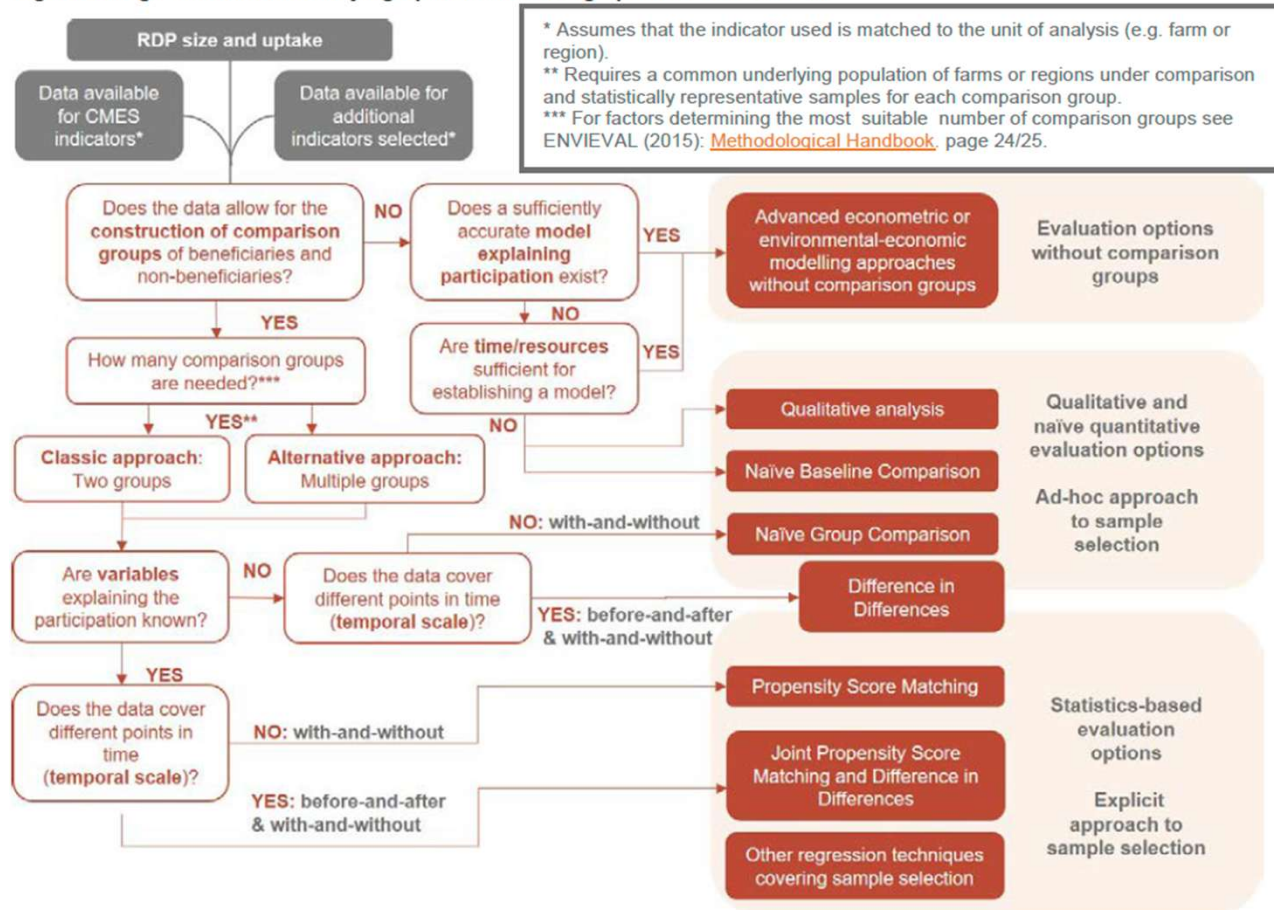 RDP size and uptake
Data available
for CMES
indicators*
Data available for
additional
indicators selected*
* Assumes that the indicator used is matched to the unit of analysis (e.g. farm or
region).
** Requires a common underlying population of farms or regions under comparison
and statistically representative samples for each comparison group.
*** For factors determining the most suitable number of comparison groups see
ENVIEVAL (2015): Methodological Handbook. page 24/25.
Does the data allow for the
construction of comparison
groups of beneficiaries and
non-beneficiaries?
NO
Does a sufficiently
accurate model
explaining
participation exist?
YES
Advanced econometric or
environmental-economic
modelling approaches
without comparison groups
Evaluation options
without comparison
groups
YES
NO
How many comparison groups
are needed?***
Are time/resources
sufficient for
establishing a model?
YES
YES**
NO
Classic approach:
Two groups
Alternative approach:
Multiple groups
Qualitative analysis
Naïve Baseline Comparison
Naïve Group Comparison
Qualitative and
naïve quantitative
evaluation options
Ad-hoc approach
to sample
selection
NO: with-and-without
Are variables
explaining the
participation known?
NO
Does the data cover
different points in time
(temporal scale)?
YES: before-and-after
& with-and-without
Difference in
Differences
YES
Does the data cover
different points in
time
(temporal scale)?
NO: with-and-without
YES: before-and-after
& with-and-without
Propensity Score Matching
Joint Propensity Score
Matching and Difference in
Differences
Other regression techniques
covering sample selection
Statistics-based
evaluation
options
Explicit
approach to
sample selection